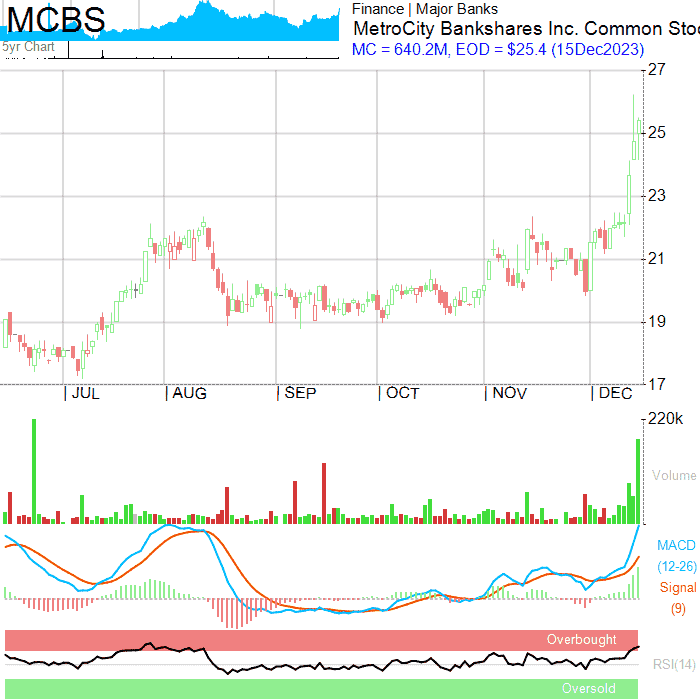 MCBS
5yr Chart
Finance | Major Banks
MetroCity Bankshares Inc. Common Stoc
MC = 640.2M, EOD = $25.4 (15Dec2023)
27
25
23
21
19
17
JUL AUG SEP OCT NOV DEC
220k
Volume
0
MACD
(12-26)
Signal
(9)
Overbought
RSI(14)
Oversold